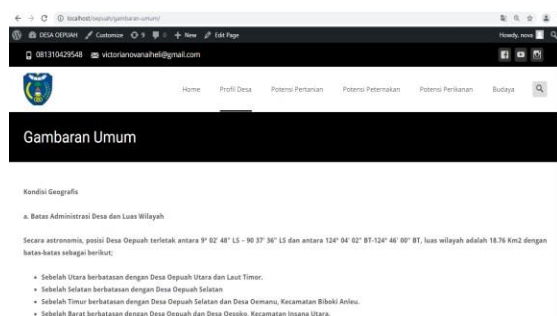 localhost/oepuah/gambaran-umum/
DESA OEPUAH Customize 9 0 + New Edit Page Howdy, nova
081310429548 victorianovanaiheli@gmail.com
Home Profil Desa Potensi Pertanian Potensi Peternakan Potensi Perikanan Budaya
Gambaran Umum
Kondisi Geografis
a. Batas Administrasi Desa dan Luas Wilayah
Secara astronomis, posisi Desa Oepuah terletak antara 9° 02' 48" LS – 90 37' 36" LS dan antara 124° 04' 02" BT-124° 46' 00" BT, luas wilayah adalah 18.76 Km2 dengan
batas-batas sebagai berikut;
• Sebelah Utara berbatasan dengan Desa Oepuah Utara dan Laut Timor.
• Sebelah Selatan berbatasan dengan Desa Oepuah Selatan
• Sebelah Timur berbatasan dengan Desa Oepuah Selatan dan Desa Oemanu, Kecamatan Biboki Anleu.
• Sebelah Barat berbatasan dengan Desa Oepuah dan Desa Oesoko, Kecamatan Insana Utara.